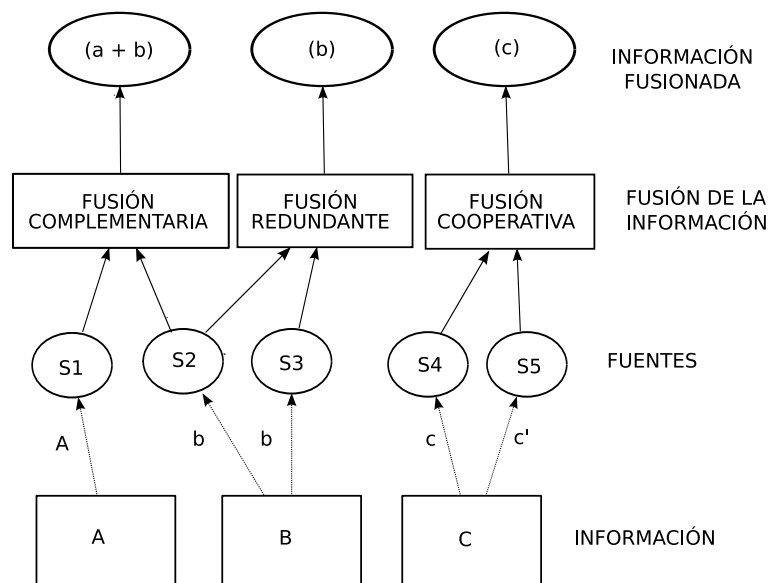 (a + b)
(b)
(c)
INFORMACIÓN
FUSIONADA
FUSIÓN
COMPLEMENTARIA
FUSIÓN
REDUNDANTE
FUSIÓN
COOPERATIVA
FUSIÓN DE LA
INFORMACIÓN
S1
S2
S3
S4
S5
FUENTES
A
b
b
c
c'
A
B
C
INFORMACIÓN